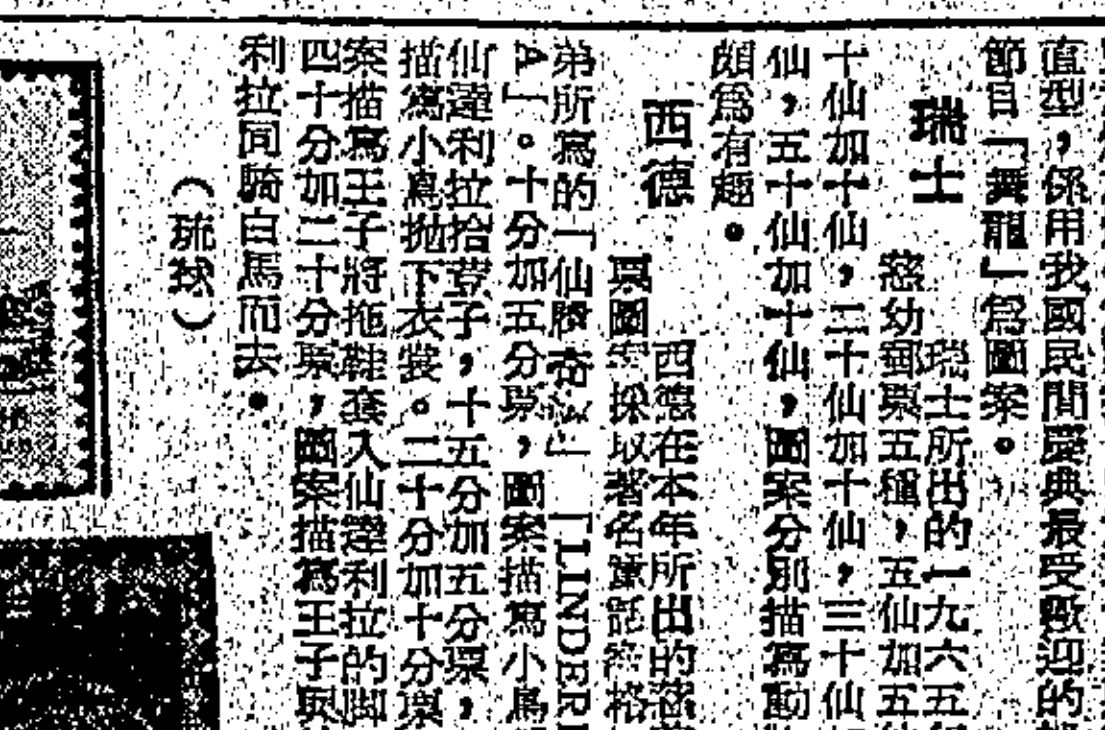 直型，係用我國民間慶典最受歡迎的
節目「舞龍」爲圖案。
瑞士
瑞士所出的一九六五年
慈幼郵票五種，五仙加五
十仙加十仙，二十仙加十仙，三十仙
仙，五十仙加十仙，圖案分別描寫動
頗爲有趣。
西德
西德在本年所出的慈
票圖案採取著名童話格
弟所寫的「仙履奇 」「LINDER
A」。十分加五分票，圖案描寫小鳥
仙達利拉拾荳子，十五分加五分票，
描寫小鳥抛下衣裳。二十分加十分票
案描寫王子將拖鞋套入仙達利拉的脚
四十分加二十分票，圖案描寫王子與
利拉同騎白馬而去。
（琉球）